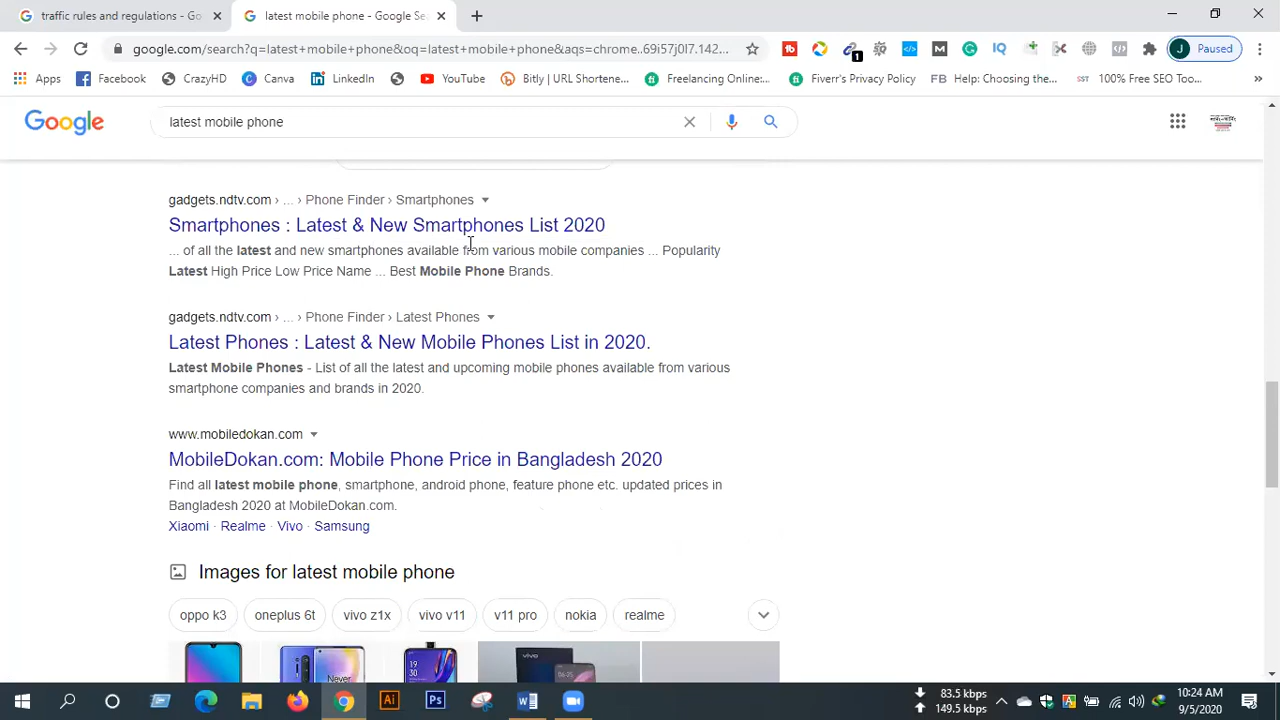 traffic rules and regulations - Go
latest mobile phone - Google Se
google.com/search?q=latest+mobile+phone&oq=latest+mobile+phone&aqs=chrome..69i57j0l7.142...
1
IQ
J Paused
Apps
Facebook
CrazyHD
Canva
LinkedIn
YouTube
Bitly | URL Shortene...
Freelancing Online:...
Fiverr's Privacy Policy
FB Help: Choosing the...
SST 100% Free SEO Too...
»
Google
latest mobile phone
gadgets.ndtv.com › ... › Phone Finder › Smartphones
Smartphones : Latest & New Smartphones List 2020
... of all the latest and new smartphones available from various mobile companies ... Popularity
Latest High Price Low Price Name ... Best Mobile Phone Brands.
gadgets.ndtv.com › ... › Phone Finder › Latest Phones
Latest Phones : Latest & New Mobile Phones List in 2020.
Latest Mobile Phones - List of all the latest and upcoming mobile phones available from various
smartphone companies and brands in 2020.
www.mobiledokan.com
MobileDokan.com: Mobile Phone Price in Bangladesh 2020
Find all latest mobile phone, smartphone, android phone, feature phone etc. updated prices in
Bangladesh 2020 at MobileDokan.com.
Xiaomi · Realme · Vivo · Samsung
Images for latest mobile phone
oppo k3
oneplus 6t
vivo z1x
vivo v11
v11 pro
nokia
realme
Never
19
30
vivo
Ai
Ps
83.5 kbps
149.5 kbps
10:24 AM
9/5/2020